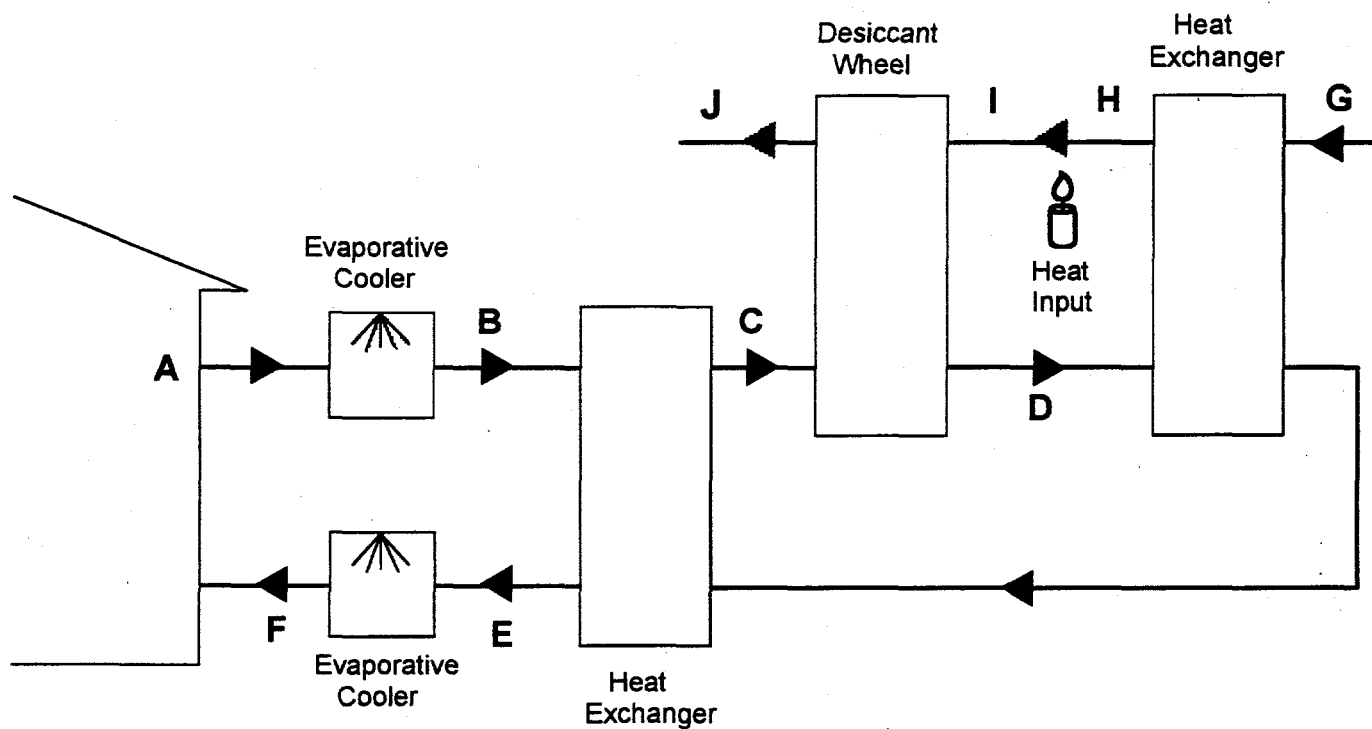 Desiccant
Wheel
Heat
Exchanger
J
I
H
G
Evaporative
Cooler
Heat
Input
A
B
C
D
F
E
Evaporative
Cooler
Heat
Exchanger